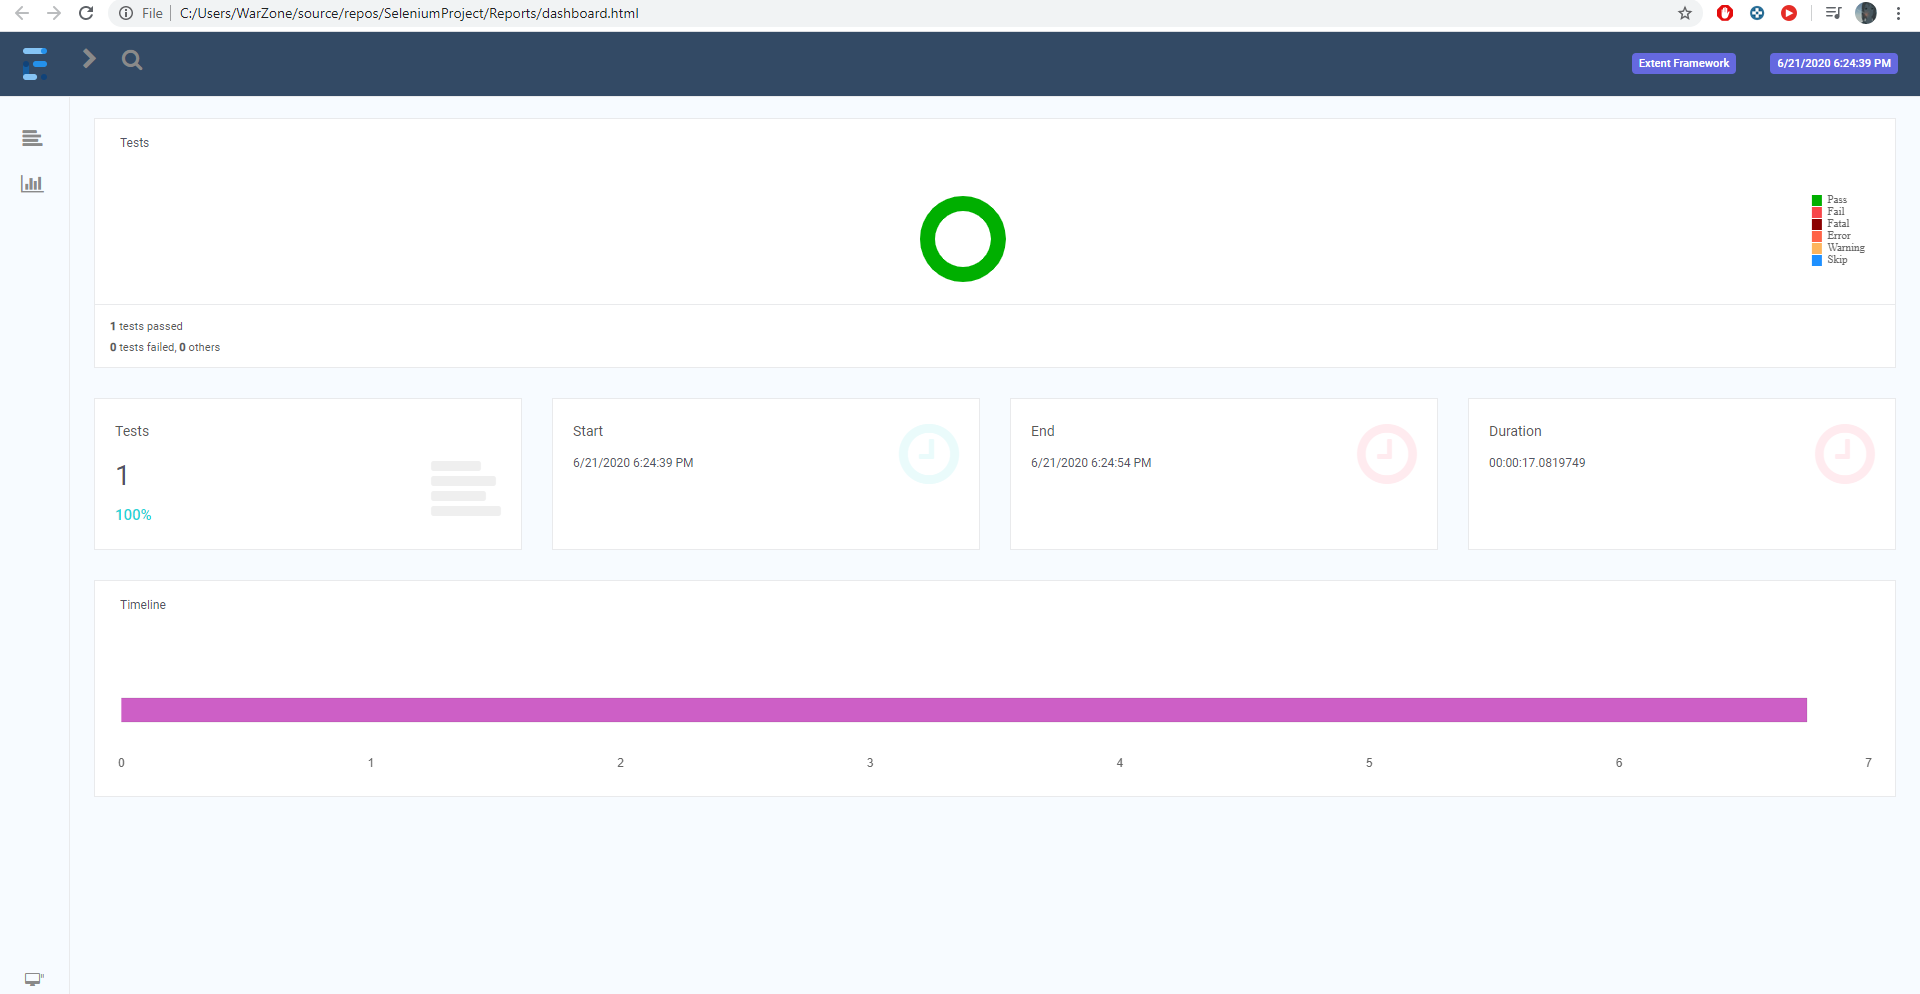 File
C:/Users/WarZone/source/repos/SeleniumProject/Reports/dashboard.html
Extent Framework
6/21/2020 6:24:39 PM
Tests
Pass
Fail
Fatal
Error
Warning
Skip
1 tests passed
0 tests failed, 0 others
Tests
1
100%
Start
6/21/2020 6:24:39 PM
End
6/21/2020 6:24:54 PM
Duration
00:00:17.0819749
Timeline
0 1 2 3 4 5 6 7